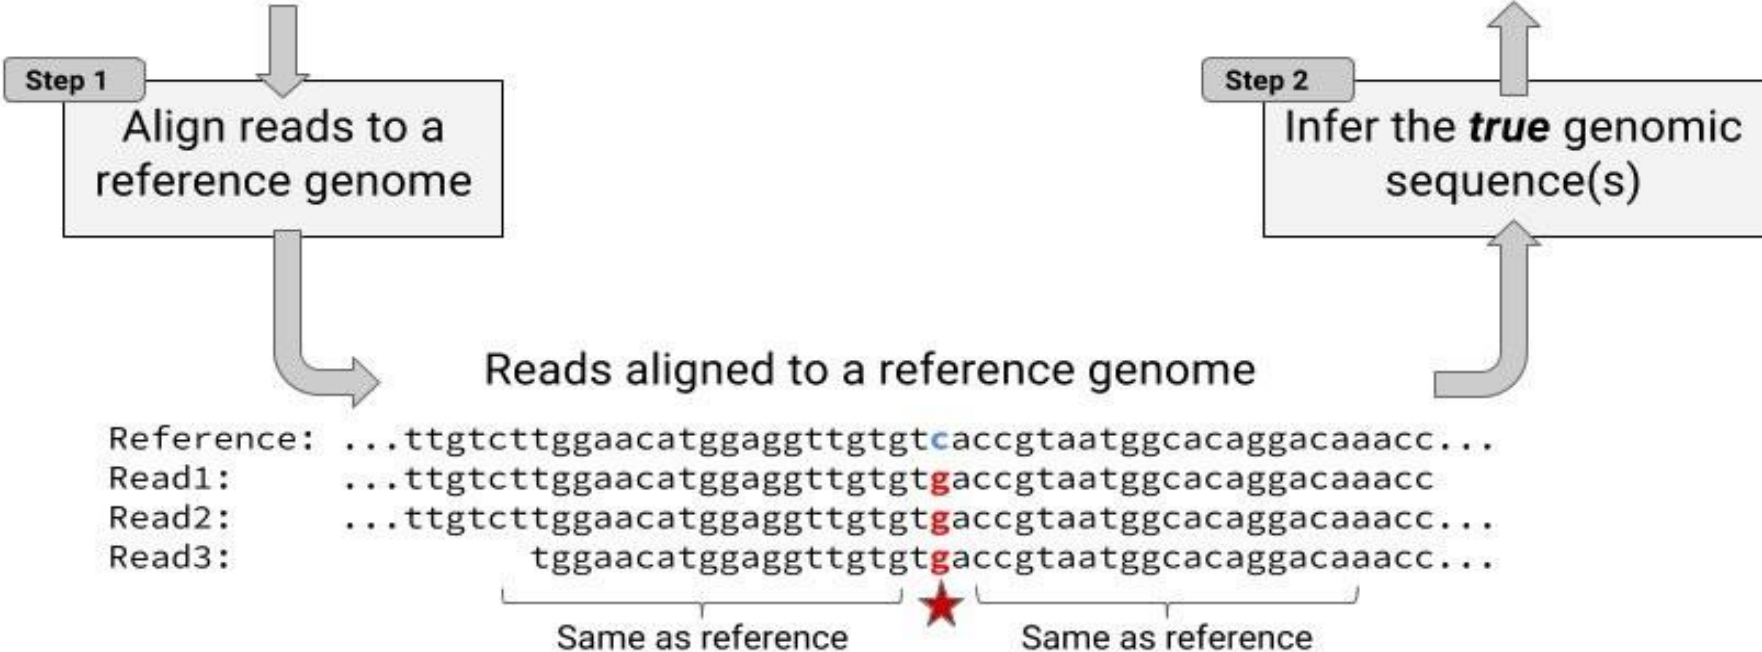 Step 1
Align reads to a
reference genome
Step 2
Infer the true genomic
sequence(s)
Reads aligned to a reference genome
Reference: ...ttgtcttggaacatggaggttgtgtcaccgtaatggcacaggacaaacc...
Read1: ...ttgtcttggaacatggaggttgtgtgaccgtaatggcacaggacaaacc
Read2: ...ttgtcttggaacatggaggttgtgtgaccgtaatggcacaggacaaacc...
Read3: tggaacatggaggttgtgtgaccgtaatggcacaggacaaacc...
Same as reference
Same as reference